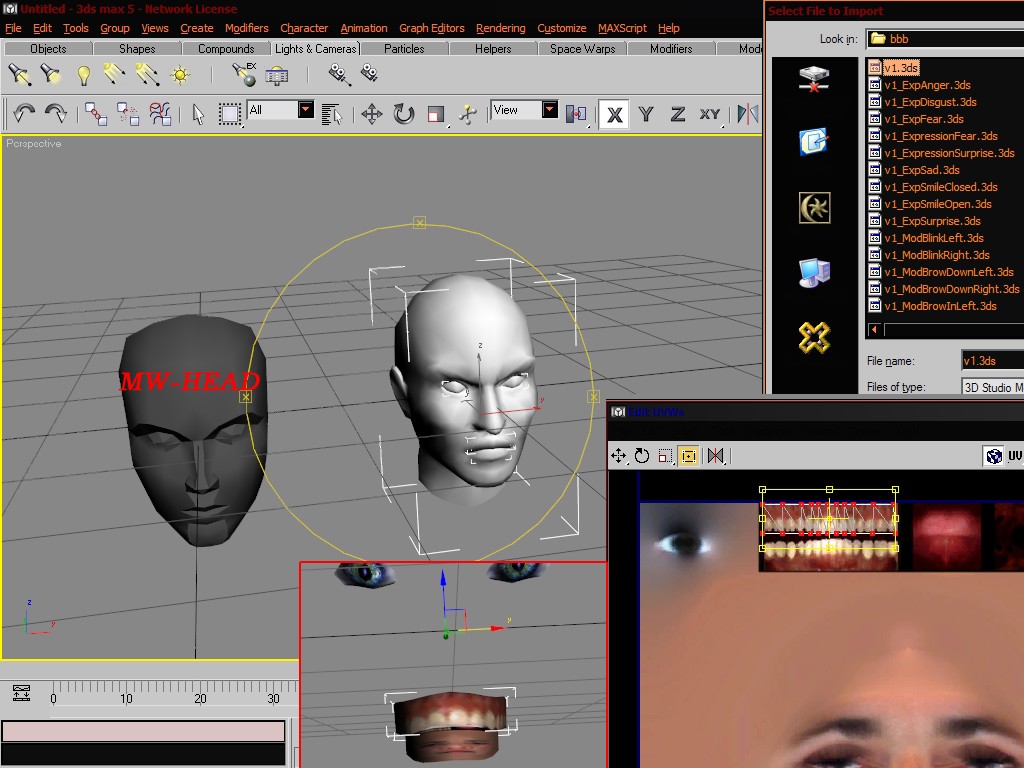 Untitled - 3ds max 5 - Network License
File Edit Tools Group Views Create Modifiers Character Animation Graph Editors Rendering Customize MAXScript Help
Objects Shapes Compounds Lights & Cameras Particles Helpers Space Warps Modifiers Mode
EX
All View X Y Z XY
Perspective
MW-HEAD
z
y
z
y
y
0 10 20 30
Select File to Import
Look in: bbb
v1.3ds
v1_ExpAnger.3ds
v1_ExpDisgust.3ds
v1_ExpFear.3ds
v1_ExpressionFear.3ds
v1_ExpressionSurprise.3ds
v1_ExpSad.3ds
v1_ExpSmileClosed.3ds
v1_ExpSmileOpen.3ds
v1_ExpSurprise.3ds
v1_ModBlinkLeft.3ds
v1_ModBlinkRight.3ds
v1_ModBrowDownLeft.3ds
v1_ModBrowDownRight.3ds
v1_ModBrowInLeft.3ds
File name: v1.3ds
Files of type: 3D Studio M
Edit UVWs
UV